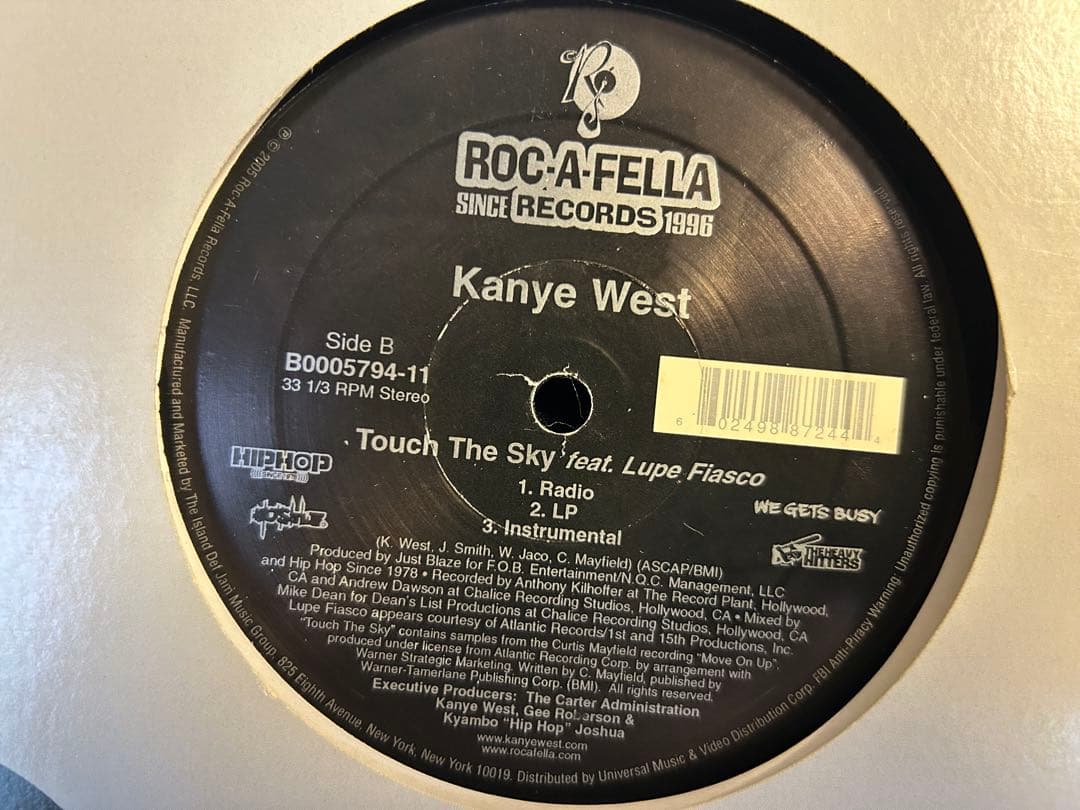 ROC-A-FELLA
SINCE RECORDS 1996
Kanye West
Side B
B0005794-11
33 1/3 RPM Stereo
6 02498 87244 4
Touch The Sky feat. Lupe Fiasco
1. Radio
2. LP
3. Instrumental
HIPHOP
WE GETS BUSY
THE HEAVY
HITTERS
(K. West, J. Smith, W. Jaco, C. Mayfield) (ASCAP/BMI)
Produced by Just Blaze for F.O.B. Entertainment/N.Q.C. Management, LLC
and Hip Hop Since 1978 • Recorded by Anthony Kilhoffer at The Record Plant, Hollywood,
CA and Andrew Dawson at Chalice Recording Studios, Hollywood, CA • Mixed by
Mike Dean for Dean's List Productions at Chalice Recording Studios, Hollywood, CA
Lupe Fiasco appears courtesy of Atlantic Records/1st and 15th Productions, Inc.
"Touch The Sky" contains samples from the Curtis Mayfield recording "Move On Up",
produced under license from Atlantic Recording Corp. by arrangement with
Warner Strategic Marketing. Written by C. Mayfield, published by
Warner-Tamerlane Publishing Corp. (BMI). All rights reserved.
Executive Producers: The Carter Administration
Kanye West, Gee Roberson &
Kyambo "Hip Hop" Joshua
www.kanyewest.com
www.rocafella.com
℗ © 2005 Roc-A-Fella Records, LLC. Manufactured and Marketed by The Island Def Jam Music Group, 825 Eighth Avenue, New York, New York 10019. Distributed by Universal Music & Video Distribution Corp. FBI Anti-Piracy Warning: Unauthorized copying is punishable under federal law. All rights reserved.